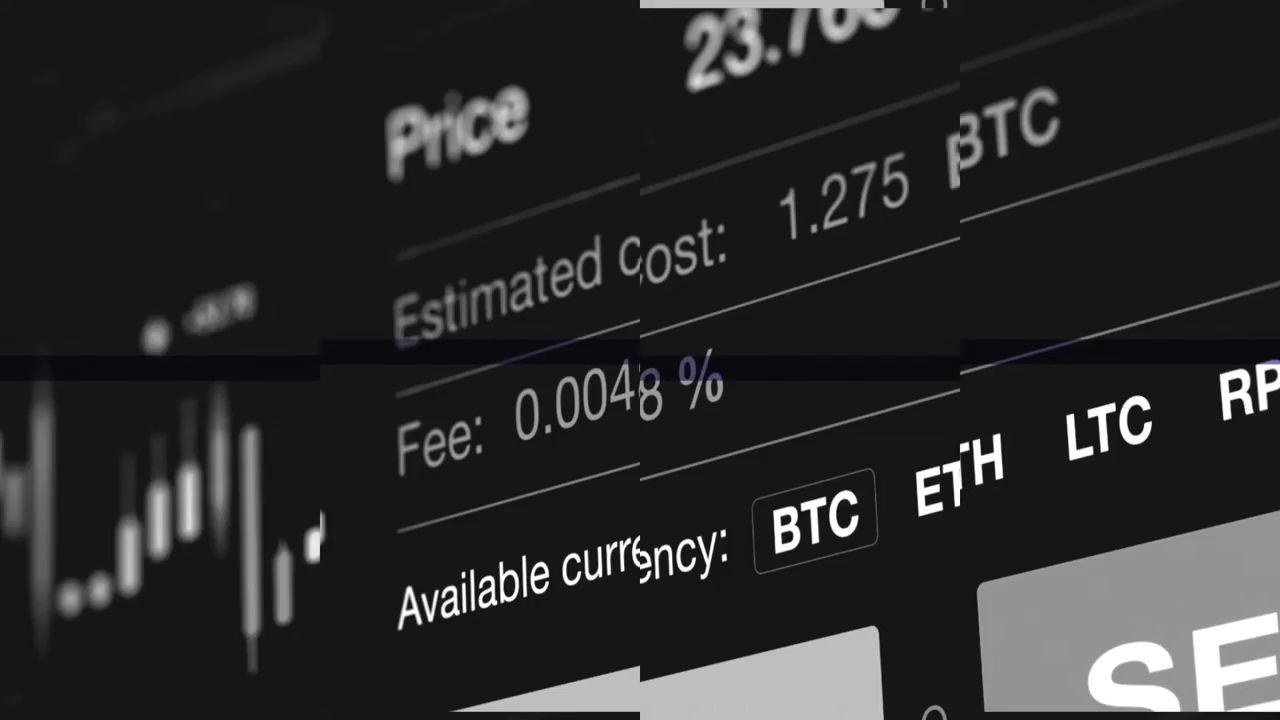 Price
Estimated cost: 1.275 BTC
Fee: 0.0048 %
Available currency: BTC ETH LTC